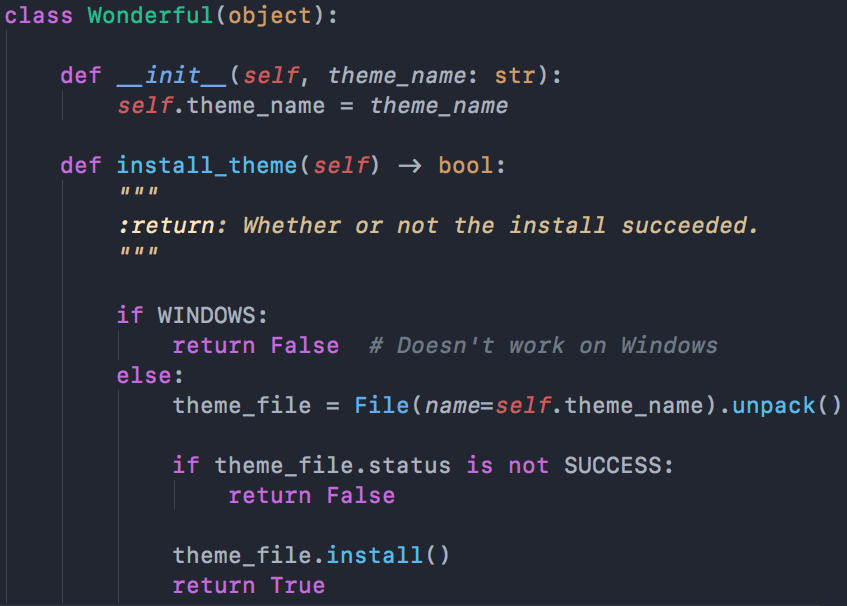 class Wonderful(object):
    def __init__(self, theme_name: str):
        self.theme_name = theme_name
    def install_theme(self) → bool:
        """
        :return: Whether or not the install succeeded.
        """
        if WINDOWS:
            return False  # Doesn't work on Windows
        else:
            theme_file = File(name=self.theme_name).unpack()
            if theme_file.status is not SUCCESS:
                return False
            theme_file.install()
            return True